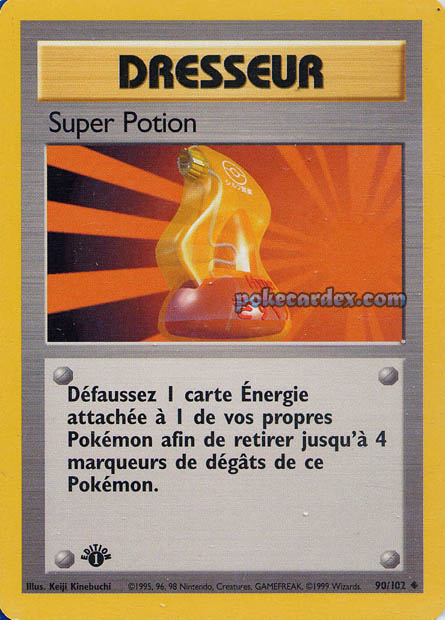 DRESSEUR
Super Potion
pokecardex.com
Défaussez 1 carte Énergie
attachée à 1 de vos propres
Pokémon afin de retirer jusqu'à 4
marqueurs de dégâts de ce
Pokémon.
EDITION
1
Illus. Keiji Kinebuchi ©1995, 96, 98 Nintendo, Creatures, GAMEFREAK. ©1999 Wizards. 90/102 ◆